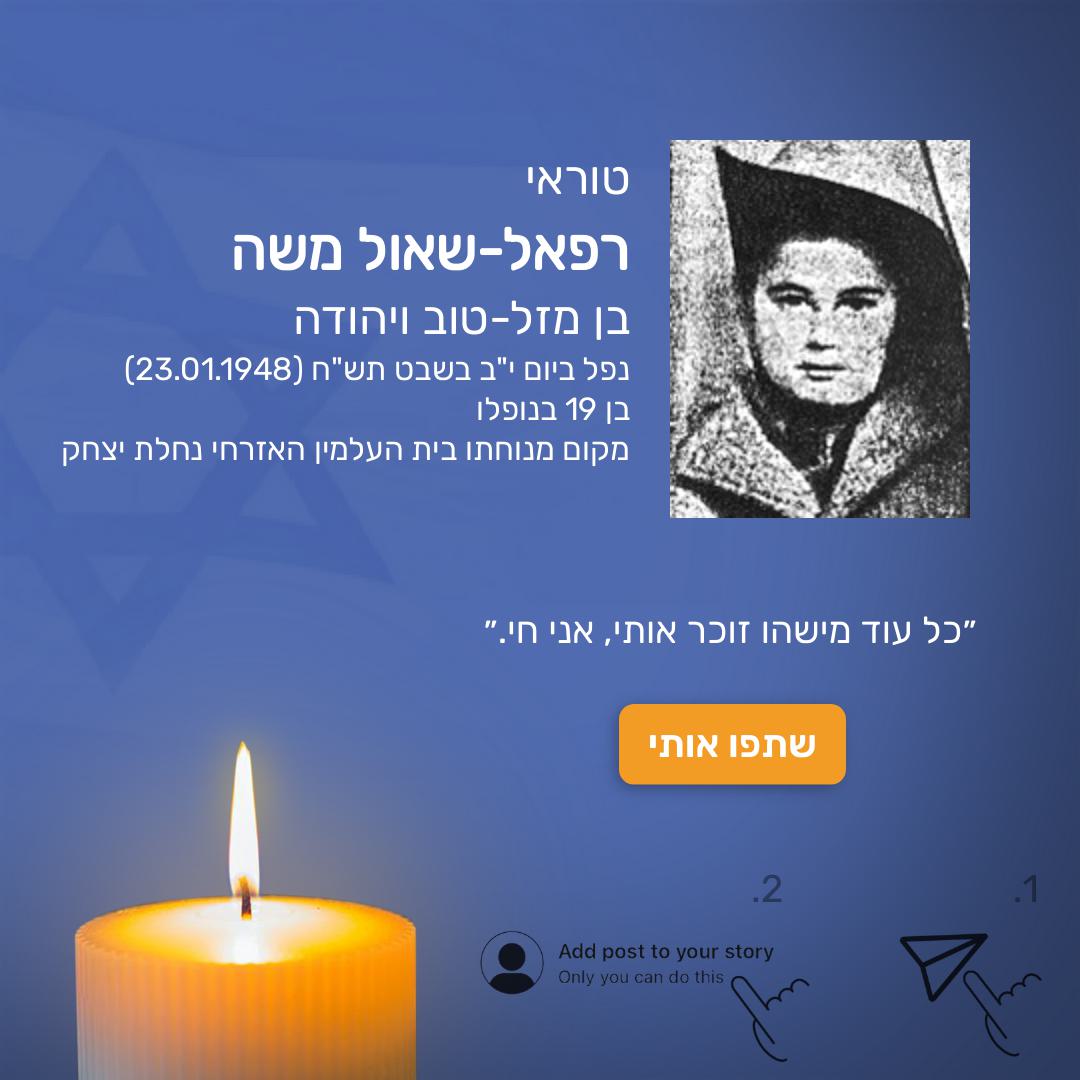 טוראי
רפאל-שאול משה
בן מזל-טוב ויהודה
נפל ביום י"ב בשבט תש"ח (23.01.1948)
בן 19 בנופלו
מקום מנוחתו בית העלמין האזרחי נחלת יצחק
״כל עוד מישהו זוכר אותי, אני חי.״
שתפו אותי
1.
2.
Add post to your story
Only you can do this